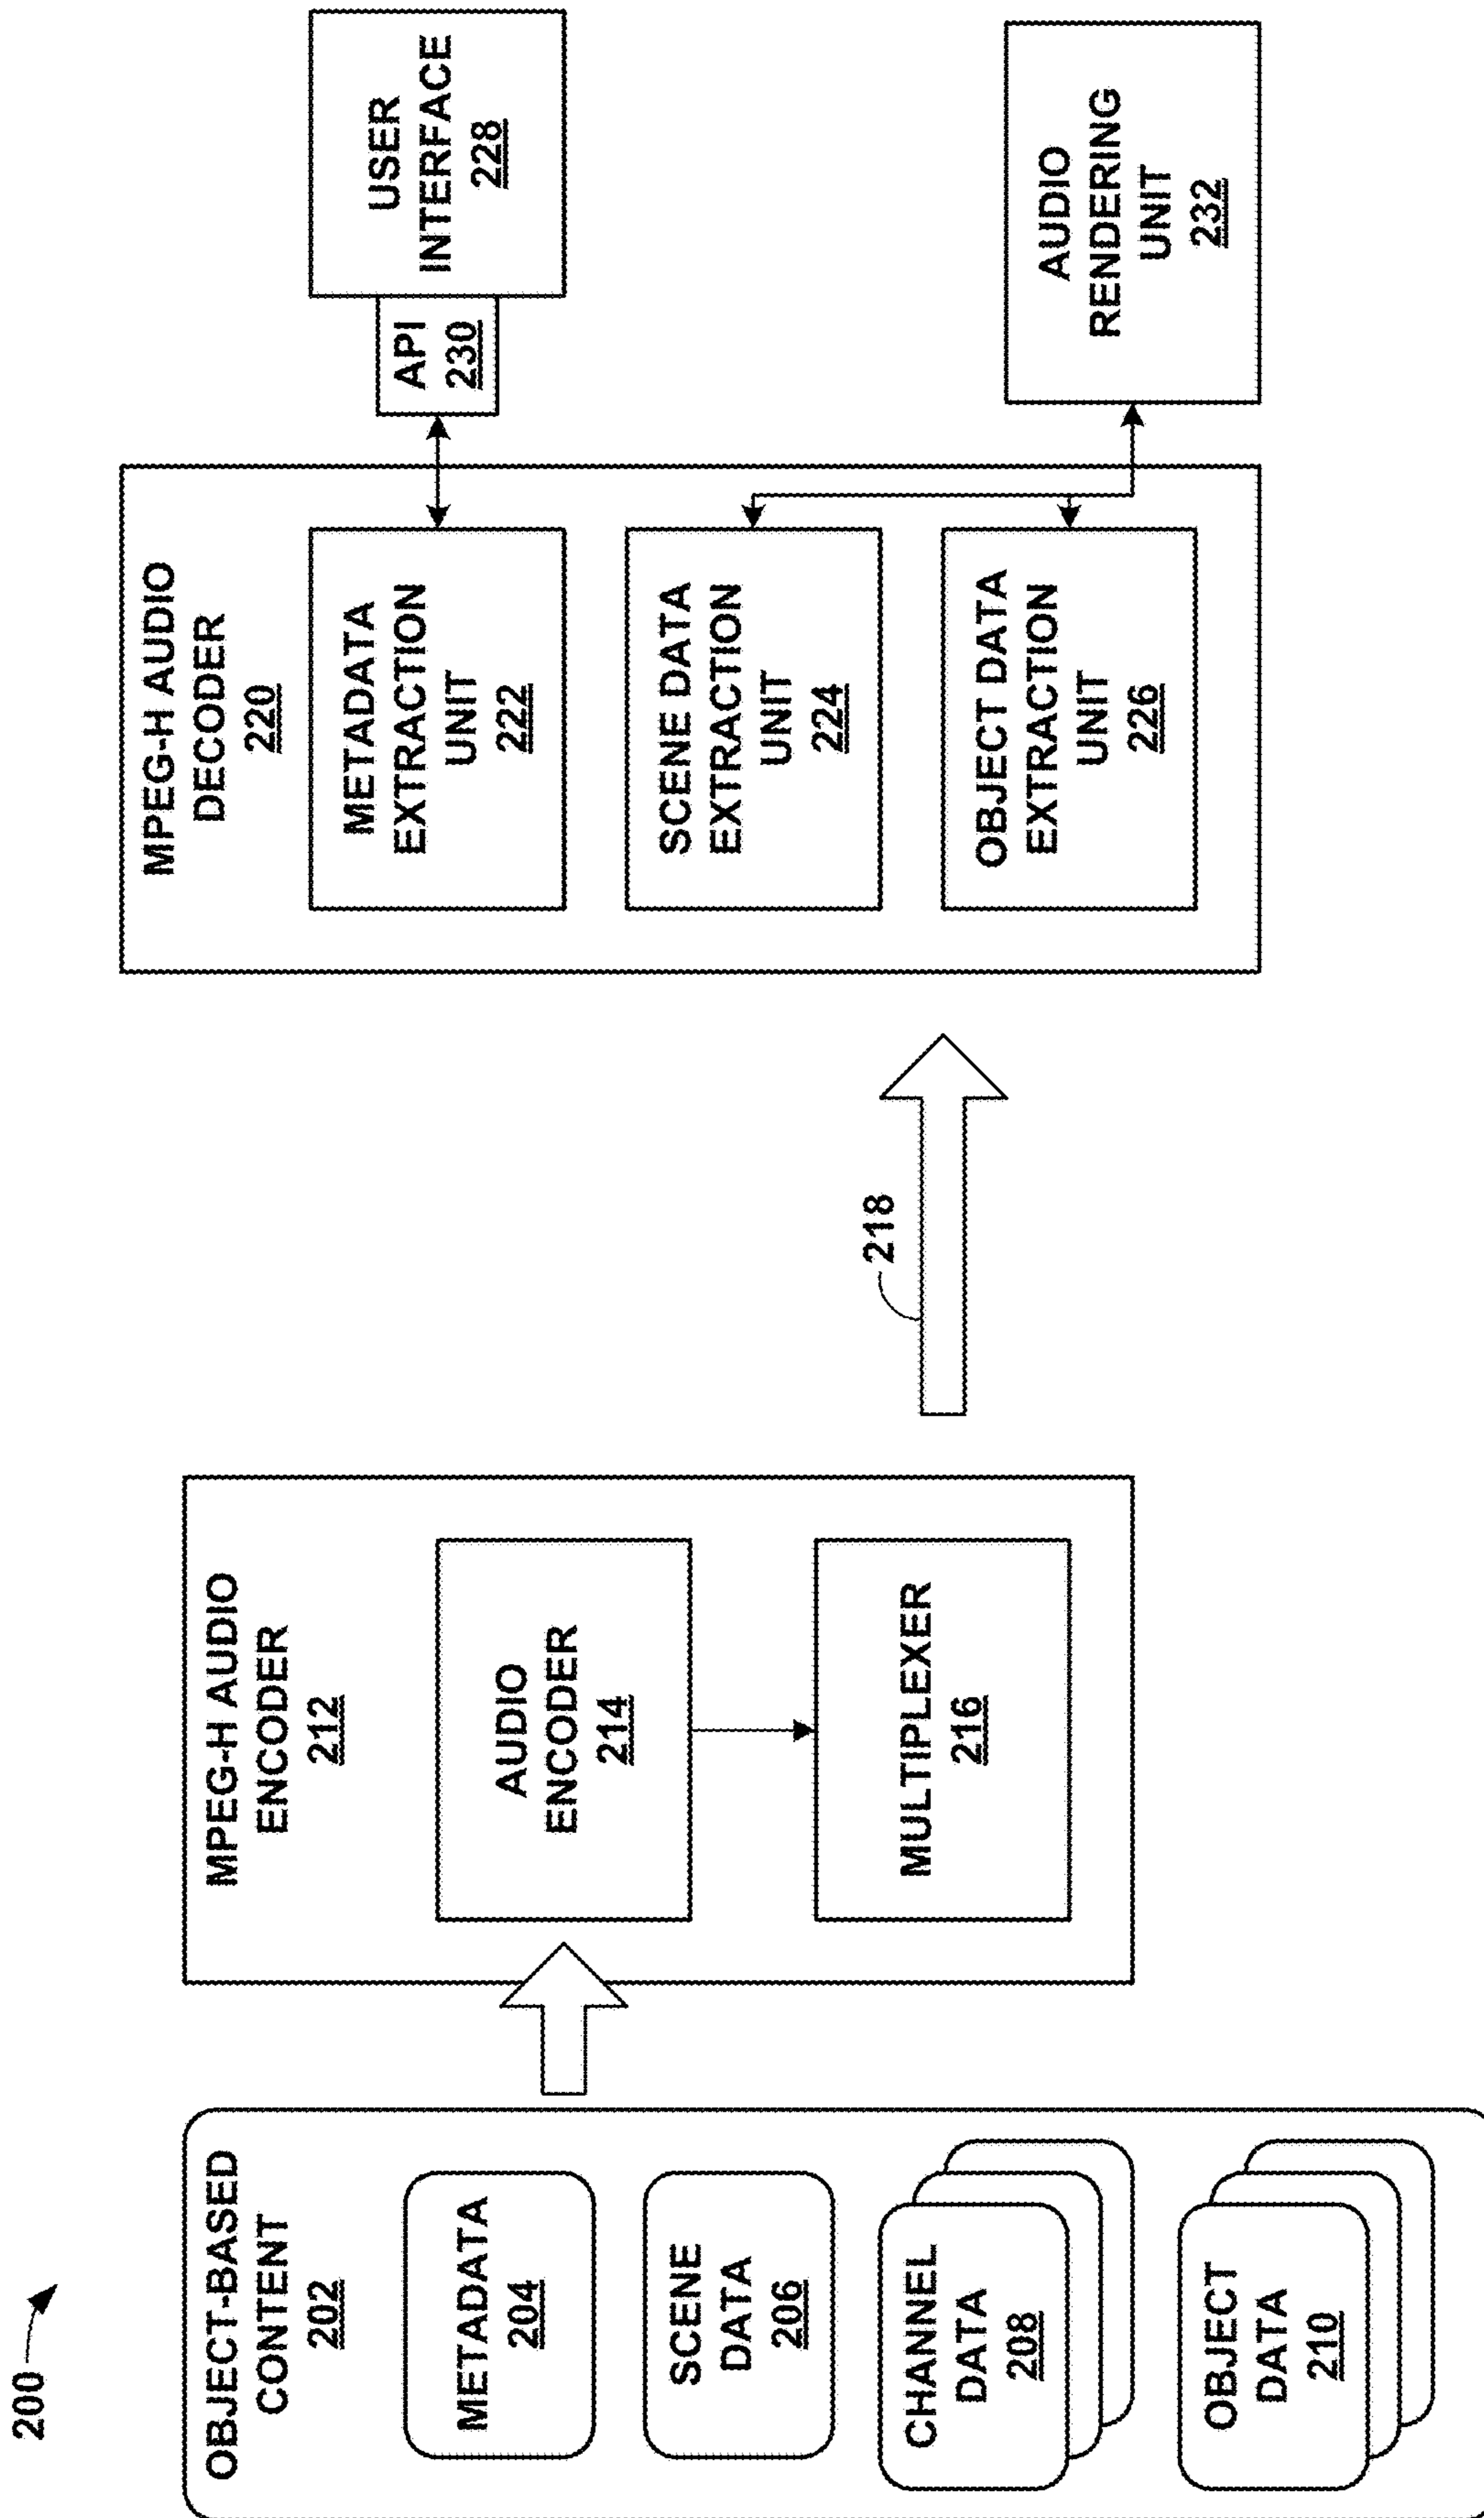 200
OBJECT-BASED
CONTENT
202
METADATA
204
SCENE
DATA
206
CHANNEL
DATA
208
OBJECT
DATA
210
MPEG-H AUDIO
ENCODER
212
AUDIO
ENCODER
214
MULTIPLEXER
216
218
MPEG-H AUDIO
DECODER
220
METADATA
EXTRACTION
UNIT
222
SCENE DATA
EXTRACTION
UNIT
224
OBJECT DATA
EXTRACTION
UNIT
226
API
230
USER
INTERFACE
228
AUDIO
RENDERING
UNIT
232